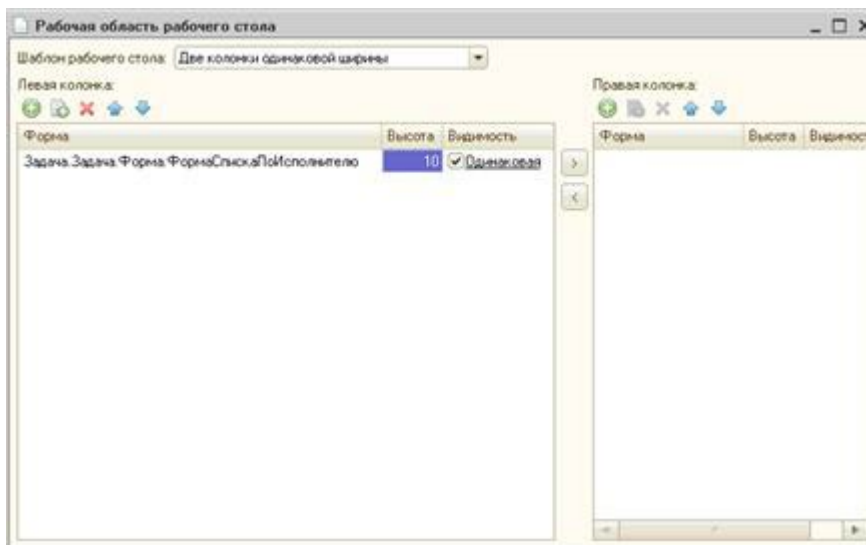 Рабочая область рабочего стола
Шаблон рабочего стола: Две колонки одинаковой ширины
Левая колонка:
Правая колонка:
Форма Высота Видимость
Форма Высота Видимост
Задача.Задача.Форма.ФормаСпискаПоИсполнителю 10 Одинаковая